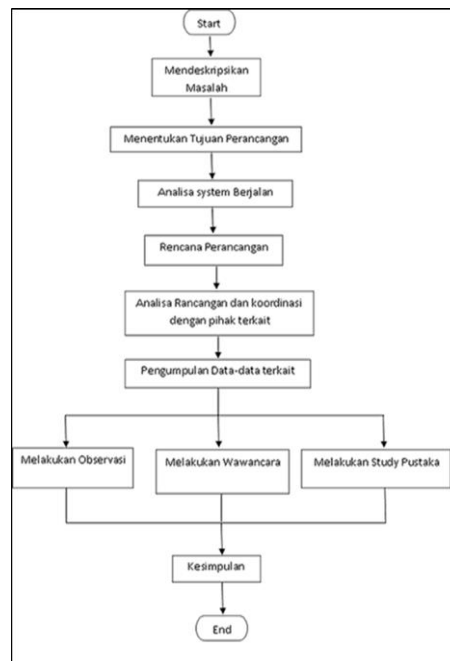 Start
Mendeskripsikan
Masalah
Menentukan Tujuan Perancangan
Analisa system Berjalan
Rencana Perancangan
Analisa Rancangan dan koordinasi
dengan pihak terkait
Pengumpulan Data-data terkait
Melakukan Observasi
Melakukan Wawancara
Melakukan Study Pustaka
Kesimpulan
End